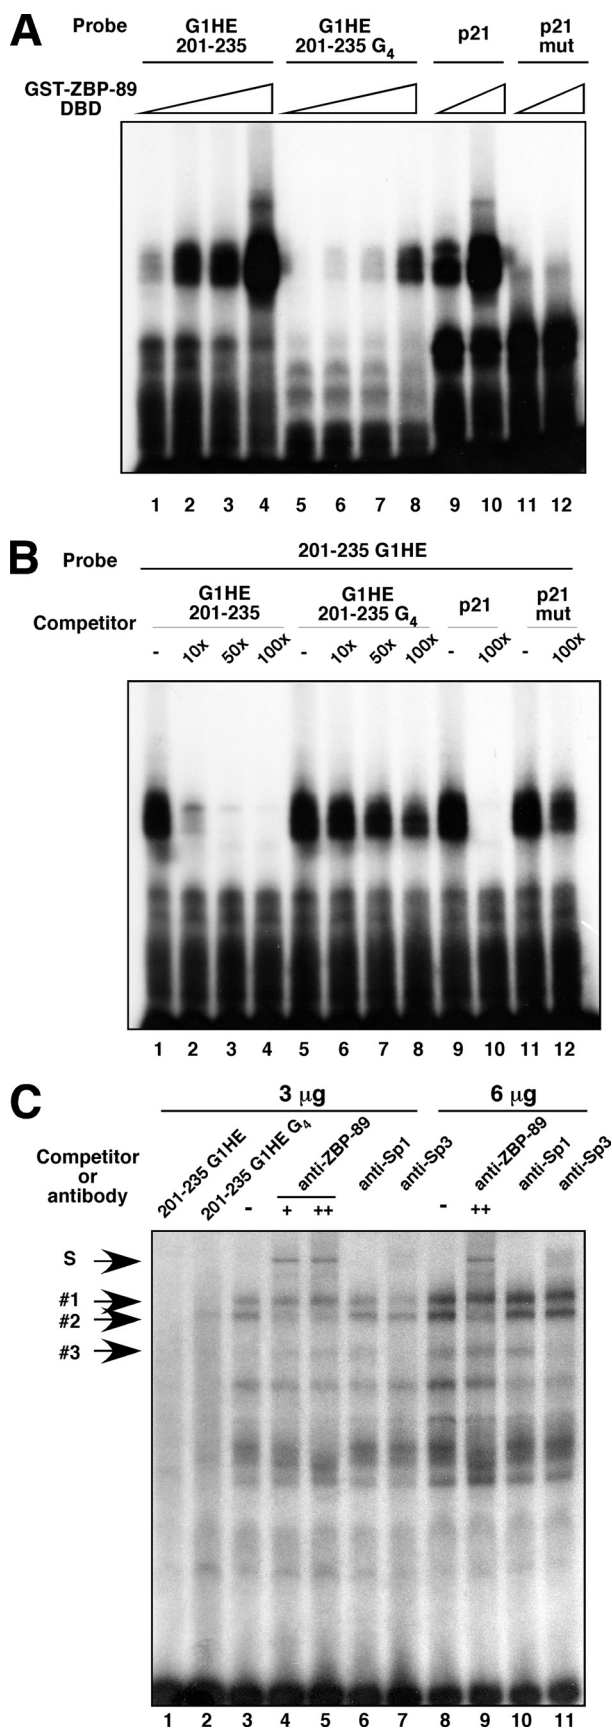 A Probe G1HE G1HE p21 p21
201-235 201-235 G4 mut
GST-ZBP-89
DBD
1 2 3 4 5 6 7 8 9 10 11 12
B Probe 201-235 G1HE
G1HE G1HE p21 p21
Competitor 201-235 201-235 G4 mut
- 10x 50x 100x - 10x 50x 100x - 100x - 100x
1 2 3 4 5 6 7 8 9 10 11 12
C 3 µg 6 µg
Competitor
or
antibody
201-235 G1HE 201-235 G1HE G4 - anti-ZBP-89 anti-Sp1 anti-Sp3 - anti-ZBP-89 anti-Sp1 anti-Sp3
+ ++ ++
S
#1
#2
#3
1 2 3 4 5 6 7 8 9 10 11